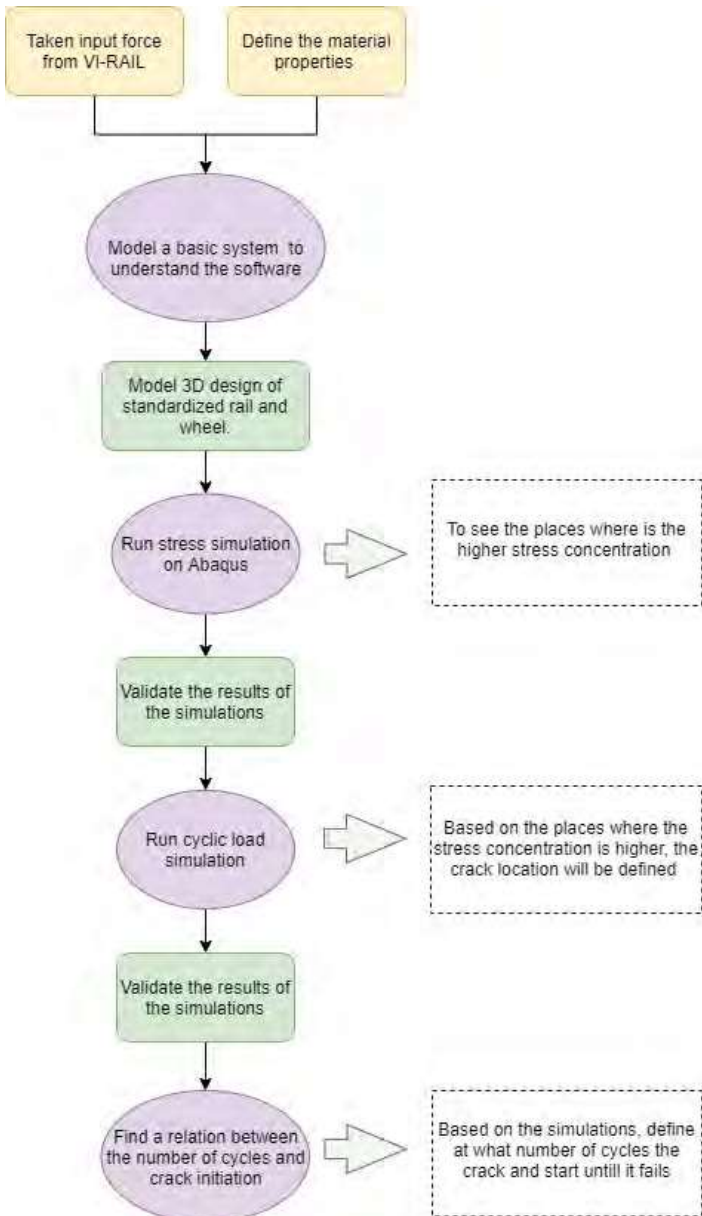 Taken input force
from VI-RAIL
Define the material
properties
Model a basic system to
understand the software
Model 3D design of
standardized rail and
wheel.
Run stress simulation
on Abaqus
To see the places where is the
higher stress concentration
Validate the results of
the simulations
Run cyclic load
simulation
Based on the places where the
stress concentration is higher, the
crack location will be defined
Validate the results of
the simulations
Find a relation between
the number of cycles and
crack initiation
Based on the simulations, define
at what number of cycles the
crack and start untill it fails